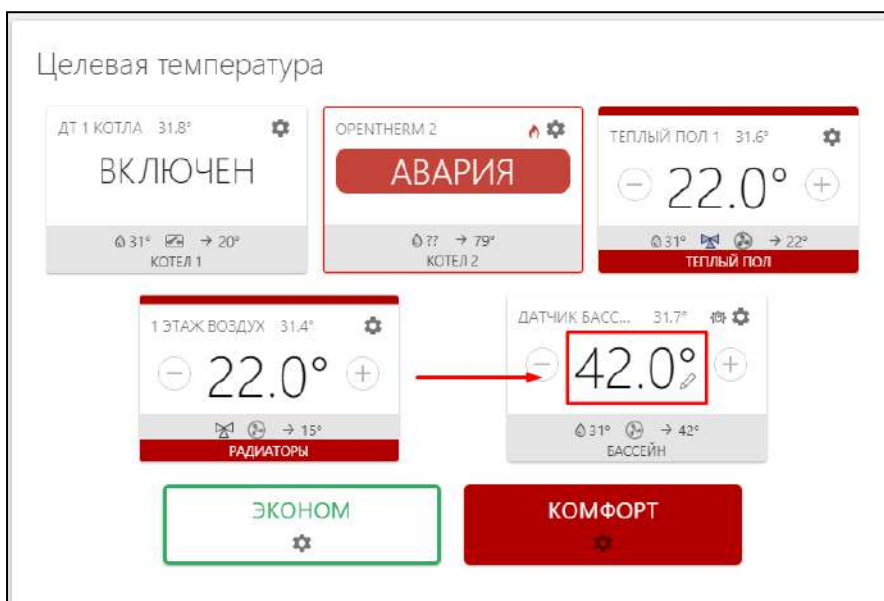 Целевая температура
ДТ 1 КОТЛА 31.8°
ВКЛЮЧЕН
31° → 20°
КОТЕЛ 1
OPENTHERM 2
АВАРИЯ
?? → 79°
КОТЕЛ 2
ТЕПЛЫЙ ПОЛ 1 31.6°
− 22.0° +
31° → 22°
ТЕПЛЫЙ ПОЛ
1 ЭТАЖ ВОЗДУХ 31.4°
− 22.0° +
→ 15°
РАДИАТОРЫ
ДАТЧИК БАСС... 31.7°
− 42.0° +
31° → 42°
БАССЕЙН
ЭКОНОМ
КОМФОРТ